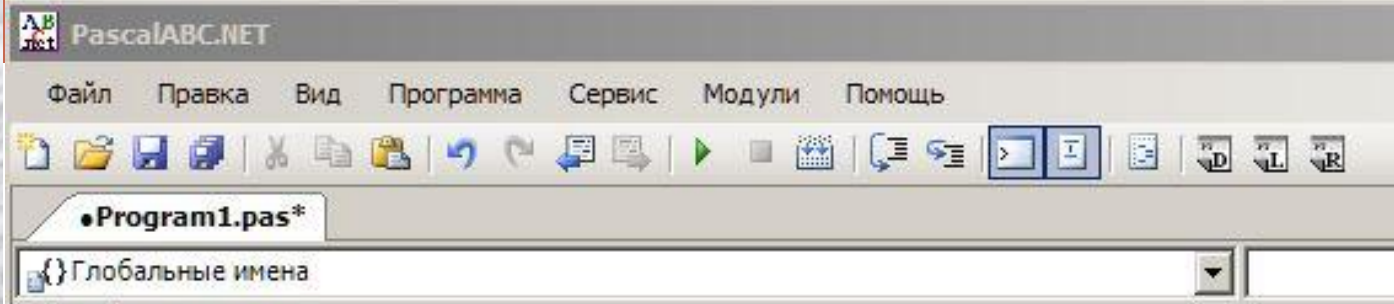 PascalABC.NET
Файл Правка Вид Программа Сервис Модули Помощь
D L R
•Program1.pas*
{} Глобальные имена